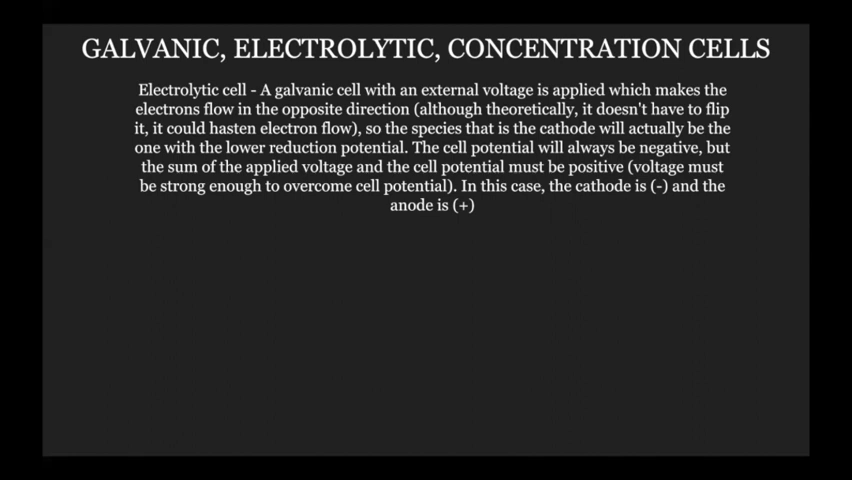 GALVANIC, ELECTROLYTIC, CONCENTRATION CELLS
Electrolytic cell - A galvanic cell with an external voltage is applied which makes the
electrons flow in the opposite direction (although theoretically, it doesn't have to flip
it, it could hasten electron flow), so the species that is the cathode will actually be the
one with the lower reduction potential. The cell potential will always be negative, but
the sum of the applied voltage and the cell potential must be positive (voltage must
be strong enough to overcome cell potential). In this case, the cathode is (-) and the
anode is (+)